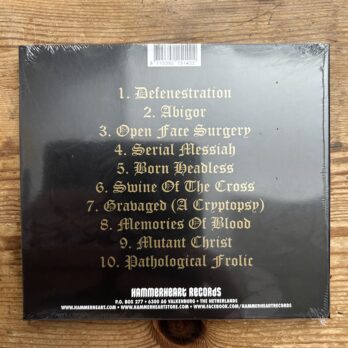 1. Defenestration
2. Abigor
3. Open Face Surgery
4. Serial Messiah
5. Born Headless
6. Swine Of The Cross
7. Gravaged (A Cryptopsy)
8. Memories Of Blood
9. Mutant Christ
10. Pathological Frolic
HAMMERHEART RECORDS
P.O. BOX 277 • 6300 AG VALKENBURG • THE NETHERLANDS
WWW.HAMMERHEART.COM • WWW.HAMMERHEARTSTORE.COM • WWW.FACEBOOK.COM/HAMMERHEARTRECORDS